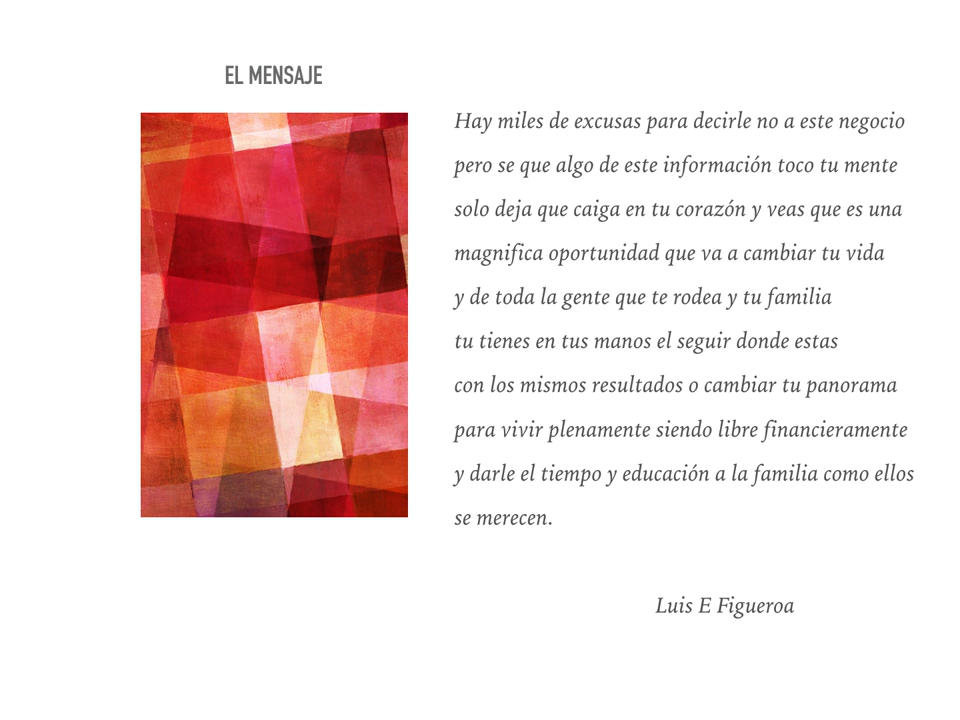 EL MENSAJE
Hay miles de excusas para decirle no a este negocio
pero se que algo de este información toco tu mente
solo deja que caiga en tu corazón y veas que es una
magnifica oportunidad que va a cambiar tu vida
y de toda la gente que te rodea y tu familia
tu tienes en tus manos el seguir donde estas
con los mismos resultados o cambiar tu panorama
para vivir plenamente siendo libre financieramente
y darle el tiempo y educación a la familia como ellos
se merecen.
Luis E Figueroa